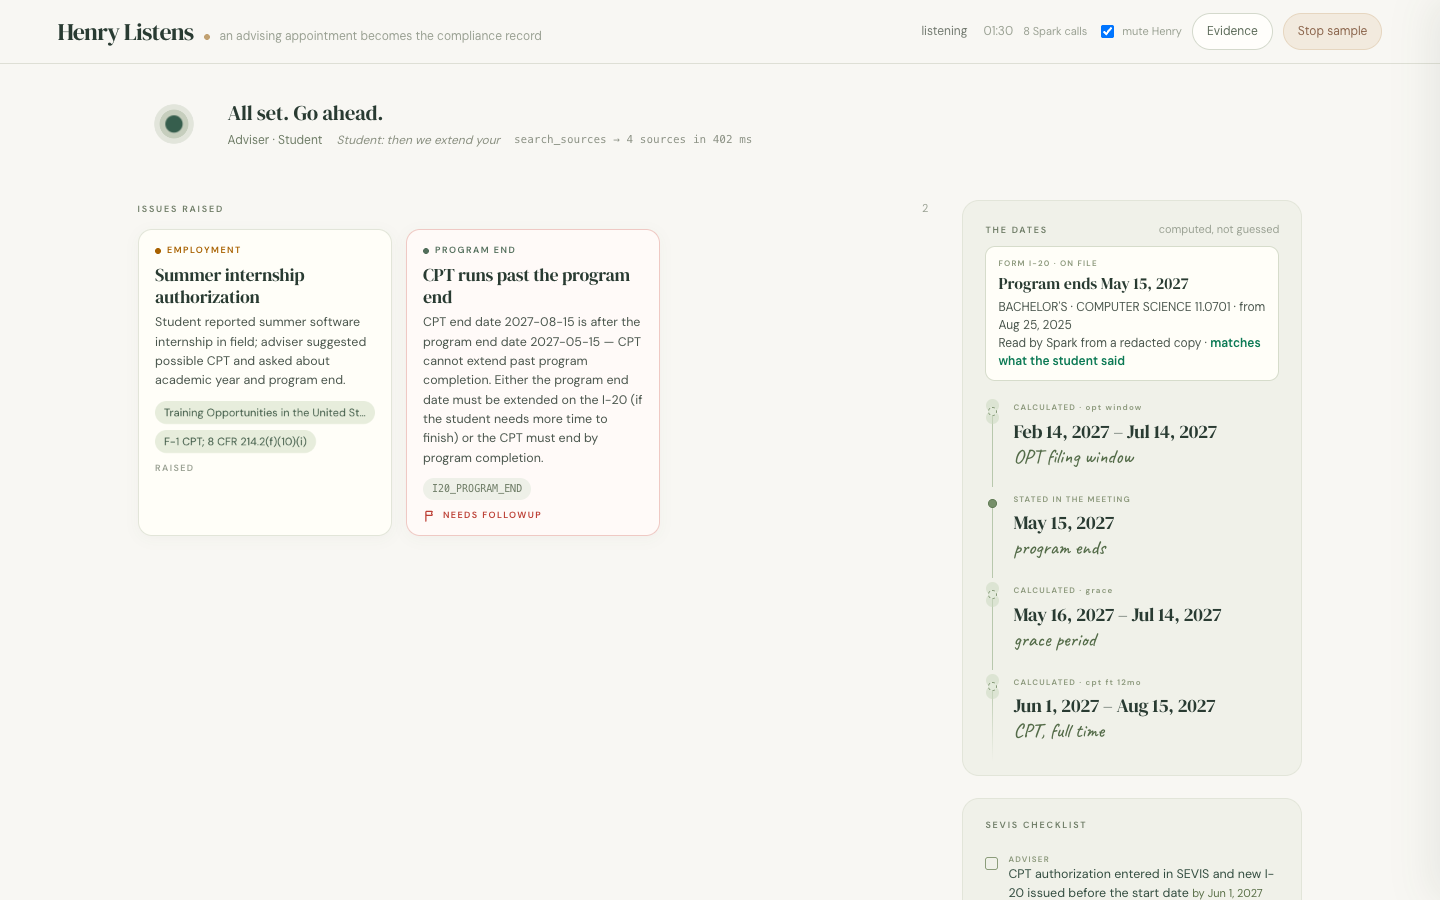 Henry Listens
an advising appointment becomes the compliance record
listening 01:30 8 Spark calls mute Henry Evidence Stop sample
All set. Go ahead.
Adviser · Student Student: then we extend your search_sources → 4 sources in 402 ms
ISSUES RAISED 2
EMPLOYMENT
Summer internship
authorization
Student reported summer software
internship in field; adviser suggested
possible CPT and asked about
academic year and program end.
Training Opportunities in the United St…
F-1 CPT; 8 CFR 214.2(f)(10)(i)
RAISED
PROGRAM END
CPT runs past the program
end
CPT end date 2027-08-15 is after the
program end date 2027-05-15 — CPT
cannot extend past program
completion. Either the program end
date must be extended on the I-20 (if
the student needs more time to
finish) or the CPT must end by
program completion.
I20_PROGRAM_END
NEEDS FOLLOWUP
THE DATES computed, not guessed
FORM I-20 · ON FILE
Program ends May 15, 2027
BACHELOR'S · COMPUTER SCIENCE 11.0701 · from
Aug 25, 2025
Read by Spark from a redacted copy · matches
what the student said
CALCULATED · opt window
Feb 14, 2027 – Jul 14, 2027
OPT filing window
STATED IN THE MEETING
May 15, 2027
program ends
CALCULATED · grace
May 16, 2027 – Jul 14, 2027
grace period
CALCULATED · cpt ft 12mo
Jun 1, 2027 – Aug 15, 2027
CPT, full time
SEVIS CHECKLIST
ADVISER
CPT authorization entered in SEVIS and new I-
20 issued before the start date by Jun 1, 2027